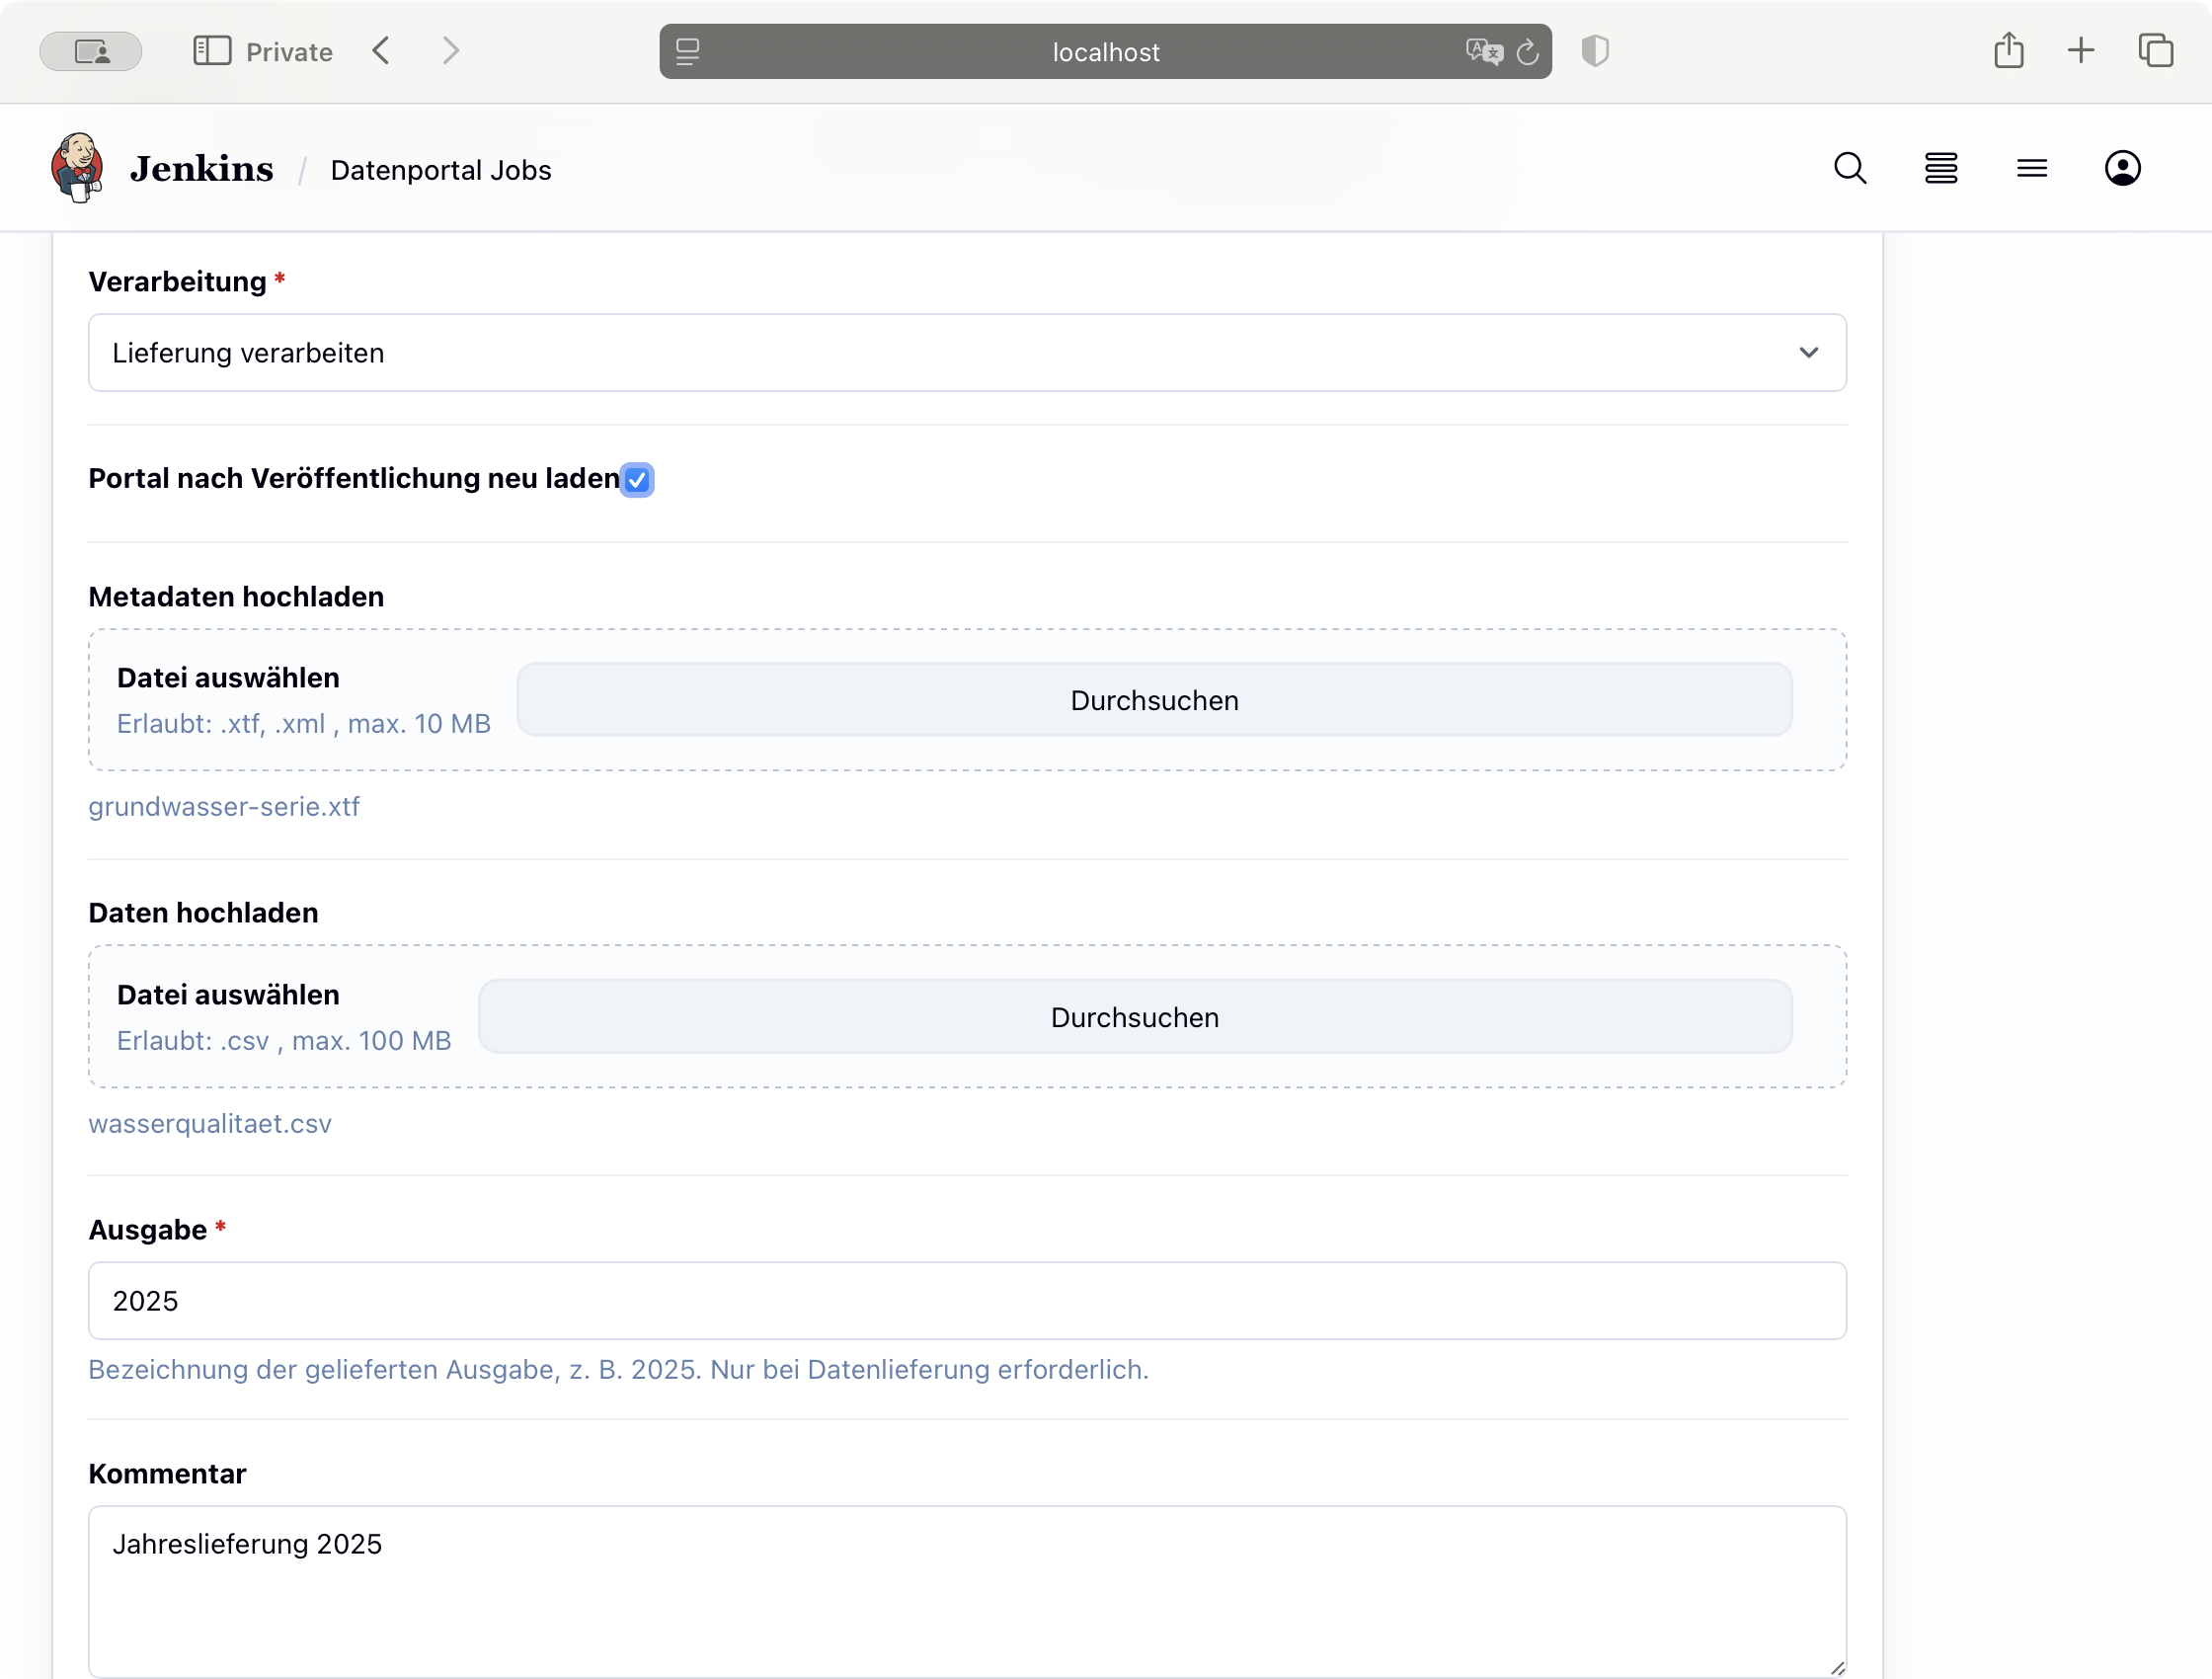 Private
localhost
Jenkins / Datenportal Jobs
Verarbeitung *
Lieferung verarbeiten
Portal nach Veröffentlichung neu laden
Metadaten hochladen
Datei auswählen
Durchsuchen
Erlaubt: .xtf, .xml , max. 10 MB
grundwasser-serie.xtf
Daten hochladen
Datei auswählen
Durchsuchen
Erlaubt: .csv , max. 100 MB
wasserqualitaet.csv
Ausgabe *
2025
Bezeichnung der gelieferten Ausgabe, z. B. 2025. Nur bei Datenlieferung erforderlich.
Kommentar
Jahreslieferung 2025